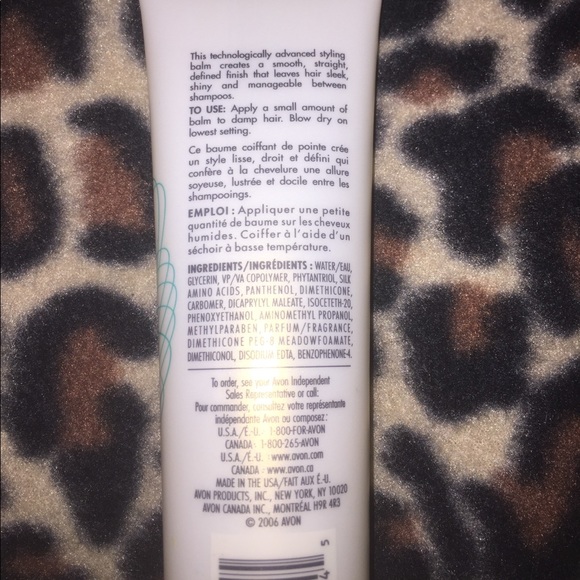 This technologically advanced styling
balm creates a smooth, straight,
defined finish that leaves hair sleek,
shiny and manageable between
shampoos.
TO USE: Apply a small amount of
balm to damp hair. Blow dry on
lowest setting.
Ce baume coiffant de pointe crée
un style lisse, droit et défini qui
confère à la chevelure une allure
soyeuse, lustrée et docile entre les
shampooings.
EMPLOI : Appliquer une petite
quantité de baume sur les cheveux
humides. Coiffer à l'aide d'un
séchoir à basse température.
INGREDIENTS/INGRÉDIENTS : WATER/EAU,
GLYCERIN, VP/VA COPOLYMER, PHYTANTRIOL, SILK
AMINO ACIDS, PANTHENOL, DIMETHICONE,
CARBOMER, DICAPRYLYL MALEATE, ISOCETETH-20,
PHENOXYETHANOL, AMINOMETHYL PROPANOL,
METHYLPARABEN, PARFUM/FRAGRANCE,
DIMETHICONE PEG-8 MEADOWFOAMATE,
DIMETHICONOL, DISODIUM EDTA, BENZOPHENONE-4.
To order, see your Avon Independent
Sales Representative or call:
Pour commander, consultez votre représentante
indépendante Avon ou composez:
U.S.A./É.-U. 1-800-FOR-AVON
CANADA 1-800-265-AVON
U.S.A./É.-U. www.avon.com
CANADA www.avon.ca
MADE IN THE USA/FAIT AUX É.-U.
AVON PRODUCTS, INC., NEW YORK, NY 10020
AVON CANADA INC., MONTRÉAL H9R 4R3
© 2006 AVON
4 5